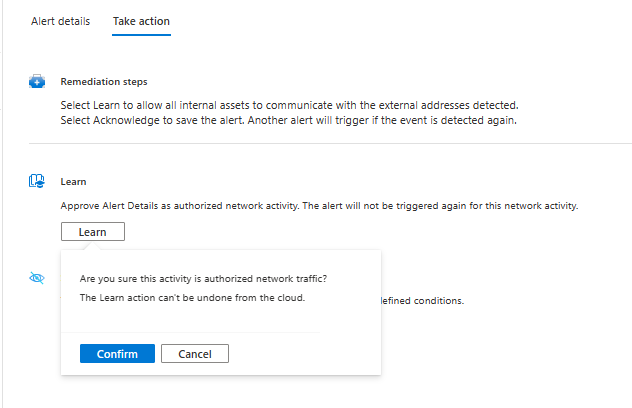 Alert details
Take action
Remediation steps
Select Learn to allow all internal assets to communicate with the external addresses detected.
Select Acknowledge to save the alert. Another alert will trigger if the event is detected again.
Learn
Approve Alert Details as authorized network activity. The alert will not be triggered again for this network activity.
Learn
Are you sure this activity is authorized network traffic?
The Learn action can't be undone from the cloud.
conditions.
Confirm
Cancel